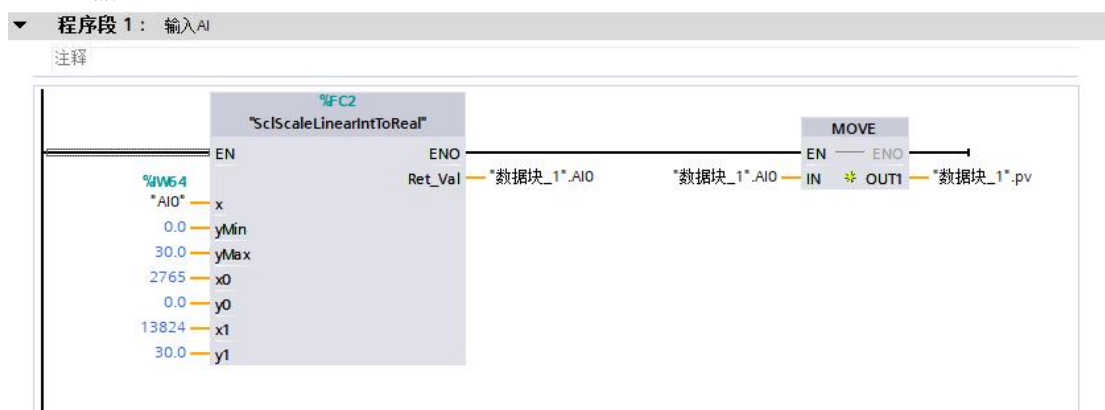 程序段 1： 输入AI
注释
%FC2
"SclScaleLinearIntToReal"
MOVE
EN ENO EN ENO
%IW64
"AI0" x
Ret_Val "数据块_1".AI0 "数据块_1".AI0 IN OUT1 "数据块_1".pv
0.0 yMin
30.0 yMax
2765 x0
0.0 y0
13824 x1
30.0 y1